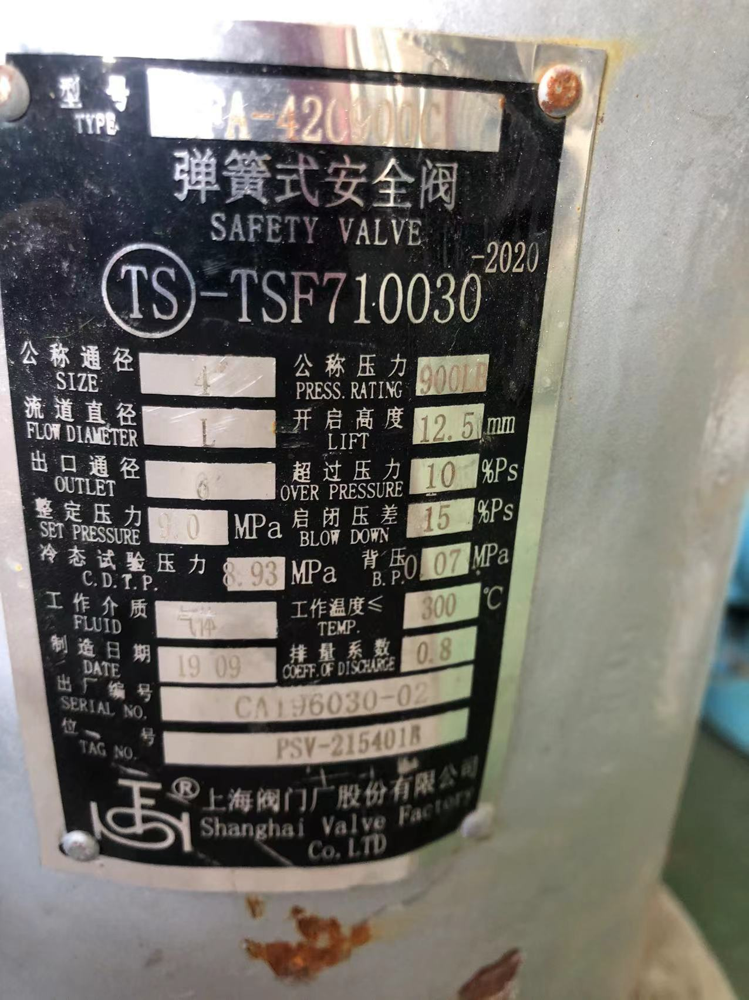 型号 FA-42C900C
TYPE
弹簧式安全阀
SAFETY VALVE
TS-TSF710030-2020
公称通径 4" 公称压力 900LB
SIZE PRESS. RATING
流道直径 L 开启高度 12.5 mm
FLOW DIAMETER LIFT
出口通径 6 超过压力 10 %Ps
OUTLET OVER PRESSURE
整定压力 9.0 MPa 启闭压差 15 %Ps
SET PRESSURE BLOW DOWN
冷态试验压力 8.93 MPa 背压 0.07 MPa
C.D.T.P. B.P.
工作介质 气体 工作温度≤ 300 ℃
FLUID TEMP.
制造日期 19 09 排量系数 0.8
DATE COEFF. OF DISCHARGE
出厂编号 CA196030-02
SERIAL NO.
位号 PSV-215401B
TAG NO.
® 上海阀门厂股份有限公司
Shanghai Valve Factory
Co. LTD